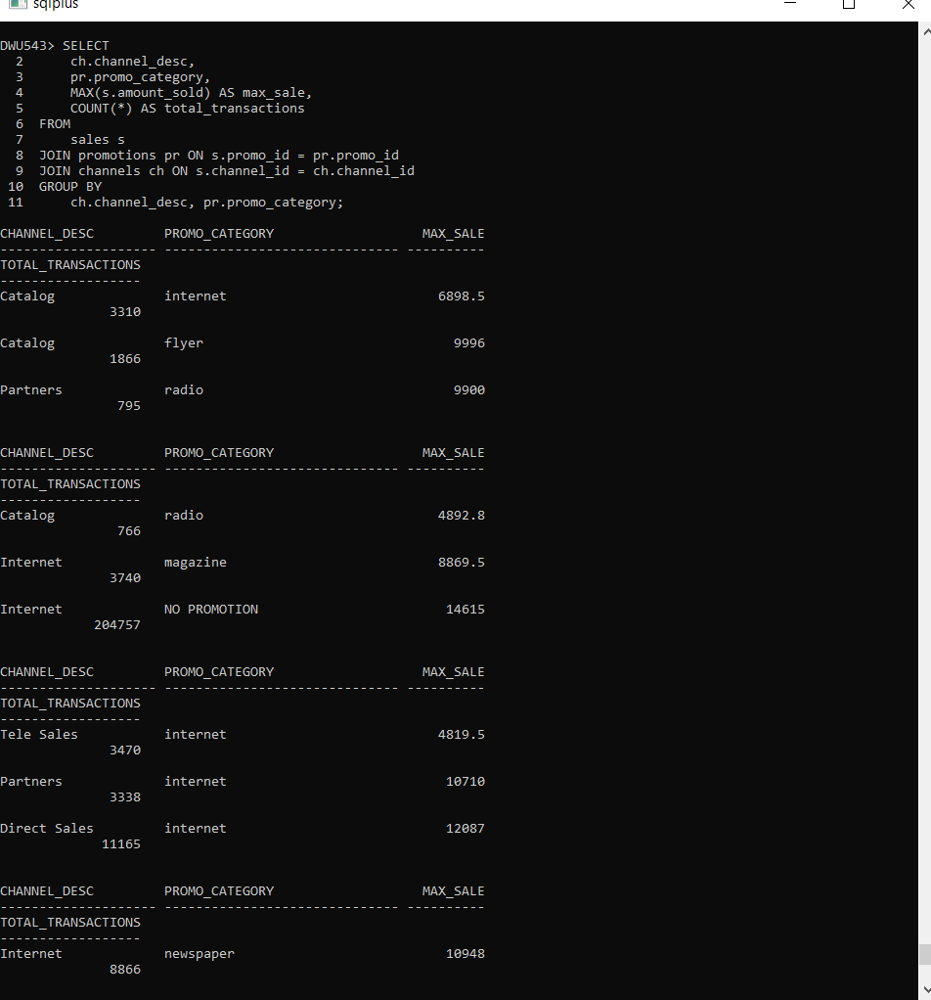 sqlplus
DWU543> SELECT
  2      ch.channel_desc,
  3      pr.promo_category,
  4      MAX(s.amount_sold) AS max_sale,
  5      COUNT(*) AS total_transactions
  6  FROM
  7      sales s
  8  JOIN promotions pr ON s.promo_id = pr.promo_id
  9  JOIN channels ch ON s.channel_id = ch.channel_id
 10  GROUP BY
 11      ch.channel_desc, pr.promo_category;
CHANNEL_DESC         PROMO_CATEGORY                   MAX_SALE
-------------------- ------------------------------ ----------
TOTAL_TRANSACTIONS
------------------
Catalog              internet                           6898.5
              3310
Catalog              flyer                                9996
              1866
Partners             radio                                9900
               795
CHANNEL_DESC         PROMO_CATEGORY                   MAX_SALE
-------------------- ------------------------------ ----------
TOTAL_TRANSACTIONS
------------------
Catalog              radio                              4892.8
               766
Internet             magazine                           8869.5
              3740
Internet             NO PROMOTION                        14615
            204757
CHANNEL_DESC         PROMO_CATEGORY                   MAX_SALE
-------------------- ------------------------------ ----------
TOTAL_TRANSACTIONS
------------------
Tele Sales           internet                           4819.5
              3470
Partners             internet                            10710
              3338
Direct Sales         internet                            12087
             11165
CHANNEL_DESC         PROMO_CATEGORY                   MAX_SALE
-------------------- ------------------------------ ----------
TOTAL_TRANSACTIONS
------------------
Internet             newspaper                           10948
              8866